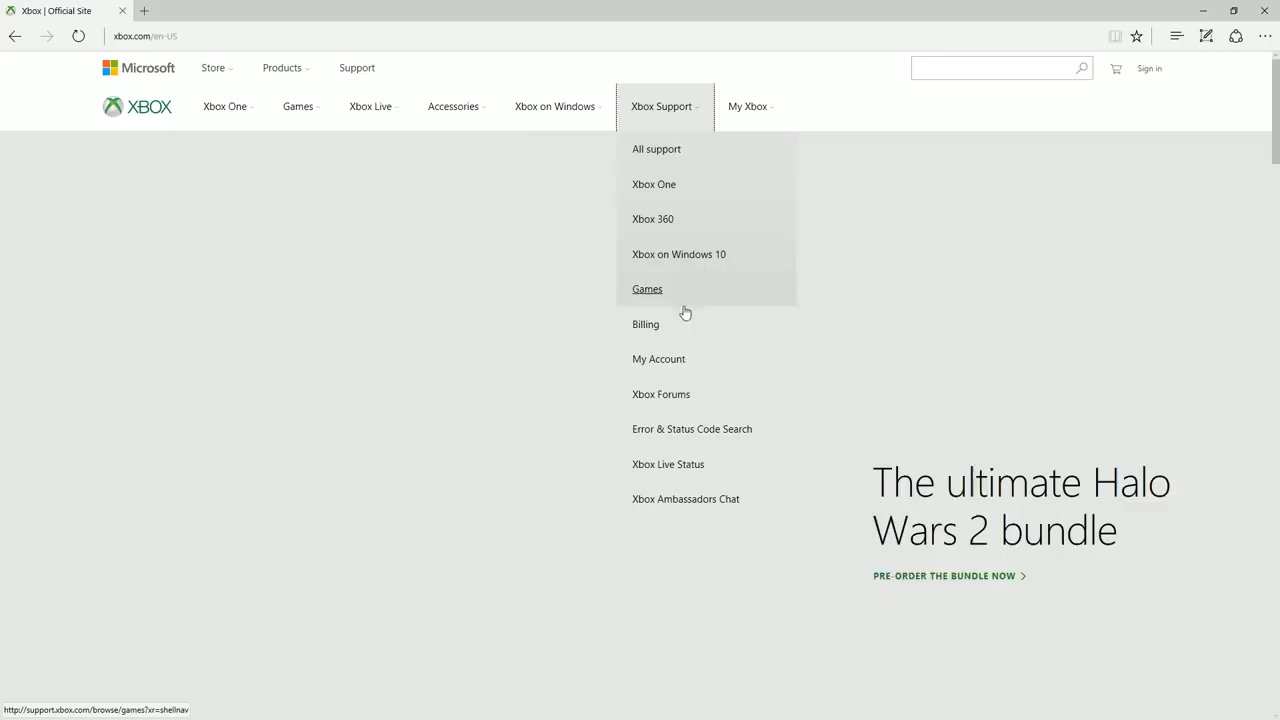 Xbox | Official Site
xbox.com/en-US
Microsoft Store Products Support Sign in
XBOX Xbox One Games Xbox Live Accessories Xbox on Windows Xbox Support My Xbox
All support
Xbox One
Xbox 360
Xbox on Windows 10
Games
Billing
My Account
Xbox Forums
Error & Status Code Search
Xbox Live Status
Xbox Ambassadors Chat
The ultimate Halo
Wars 2 bundle
PRE-ORDER THE BUNDLE NOW
http://support.xbox.com/browse/games?xr=shellnav